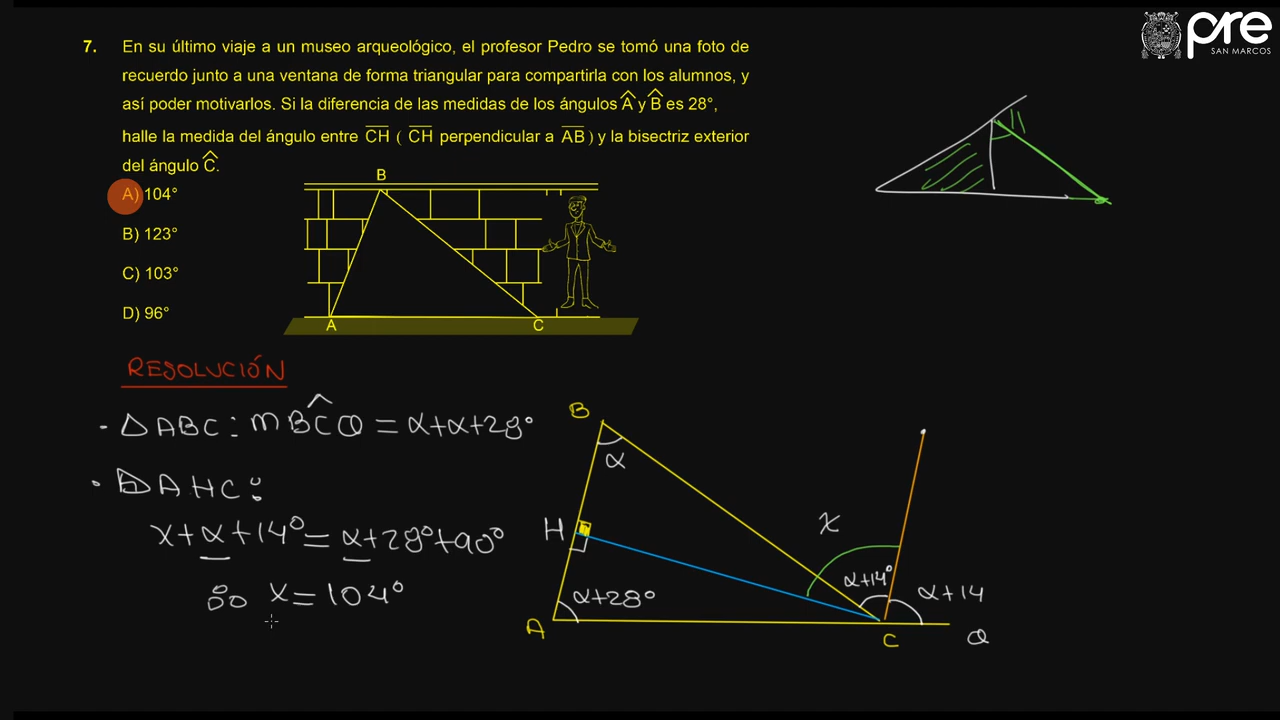 pre
SAN MARCOS
7. En su último viaje a un museo arqueológico, el profesor Pedro se tomó una foto de
recuerdo junto a una ventana de forma triangular para compartirla con los alumnos, y
así poder motivarlos. Si la diferencia de las medidas de los ángulos Â y B̂ es 28°,
halle la medida del ángulo entre C̅H̅ ( C̅H̅ perpendicular a A̅B̅ ) y la bisectriz exterior
del ángulo Ĉ.
A) 104°
B) 123°
C) 103°
D) 96°
B
A
C
RESOLUCIÓN
· △ABC: mBĈQ = α+α+28°
· ⊿AHC:
x+α+14° = α+28°+90°
∴ x = 104°
B
α
H
x
α+14°
α+14
α+28°
A
C
Q